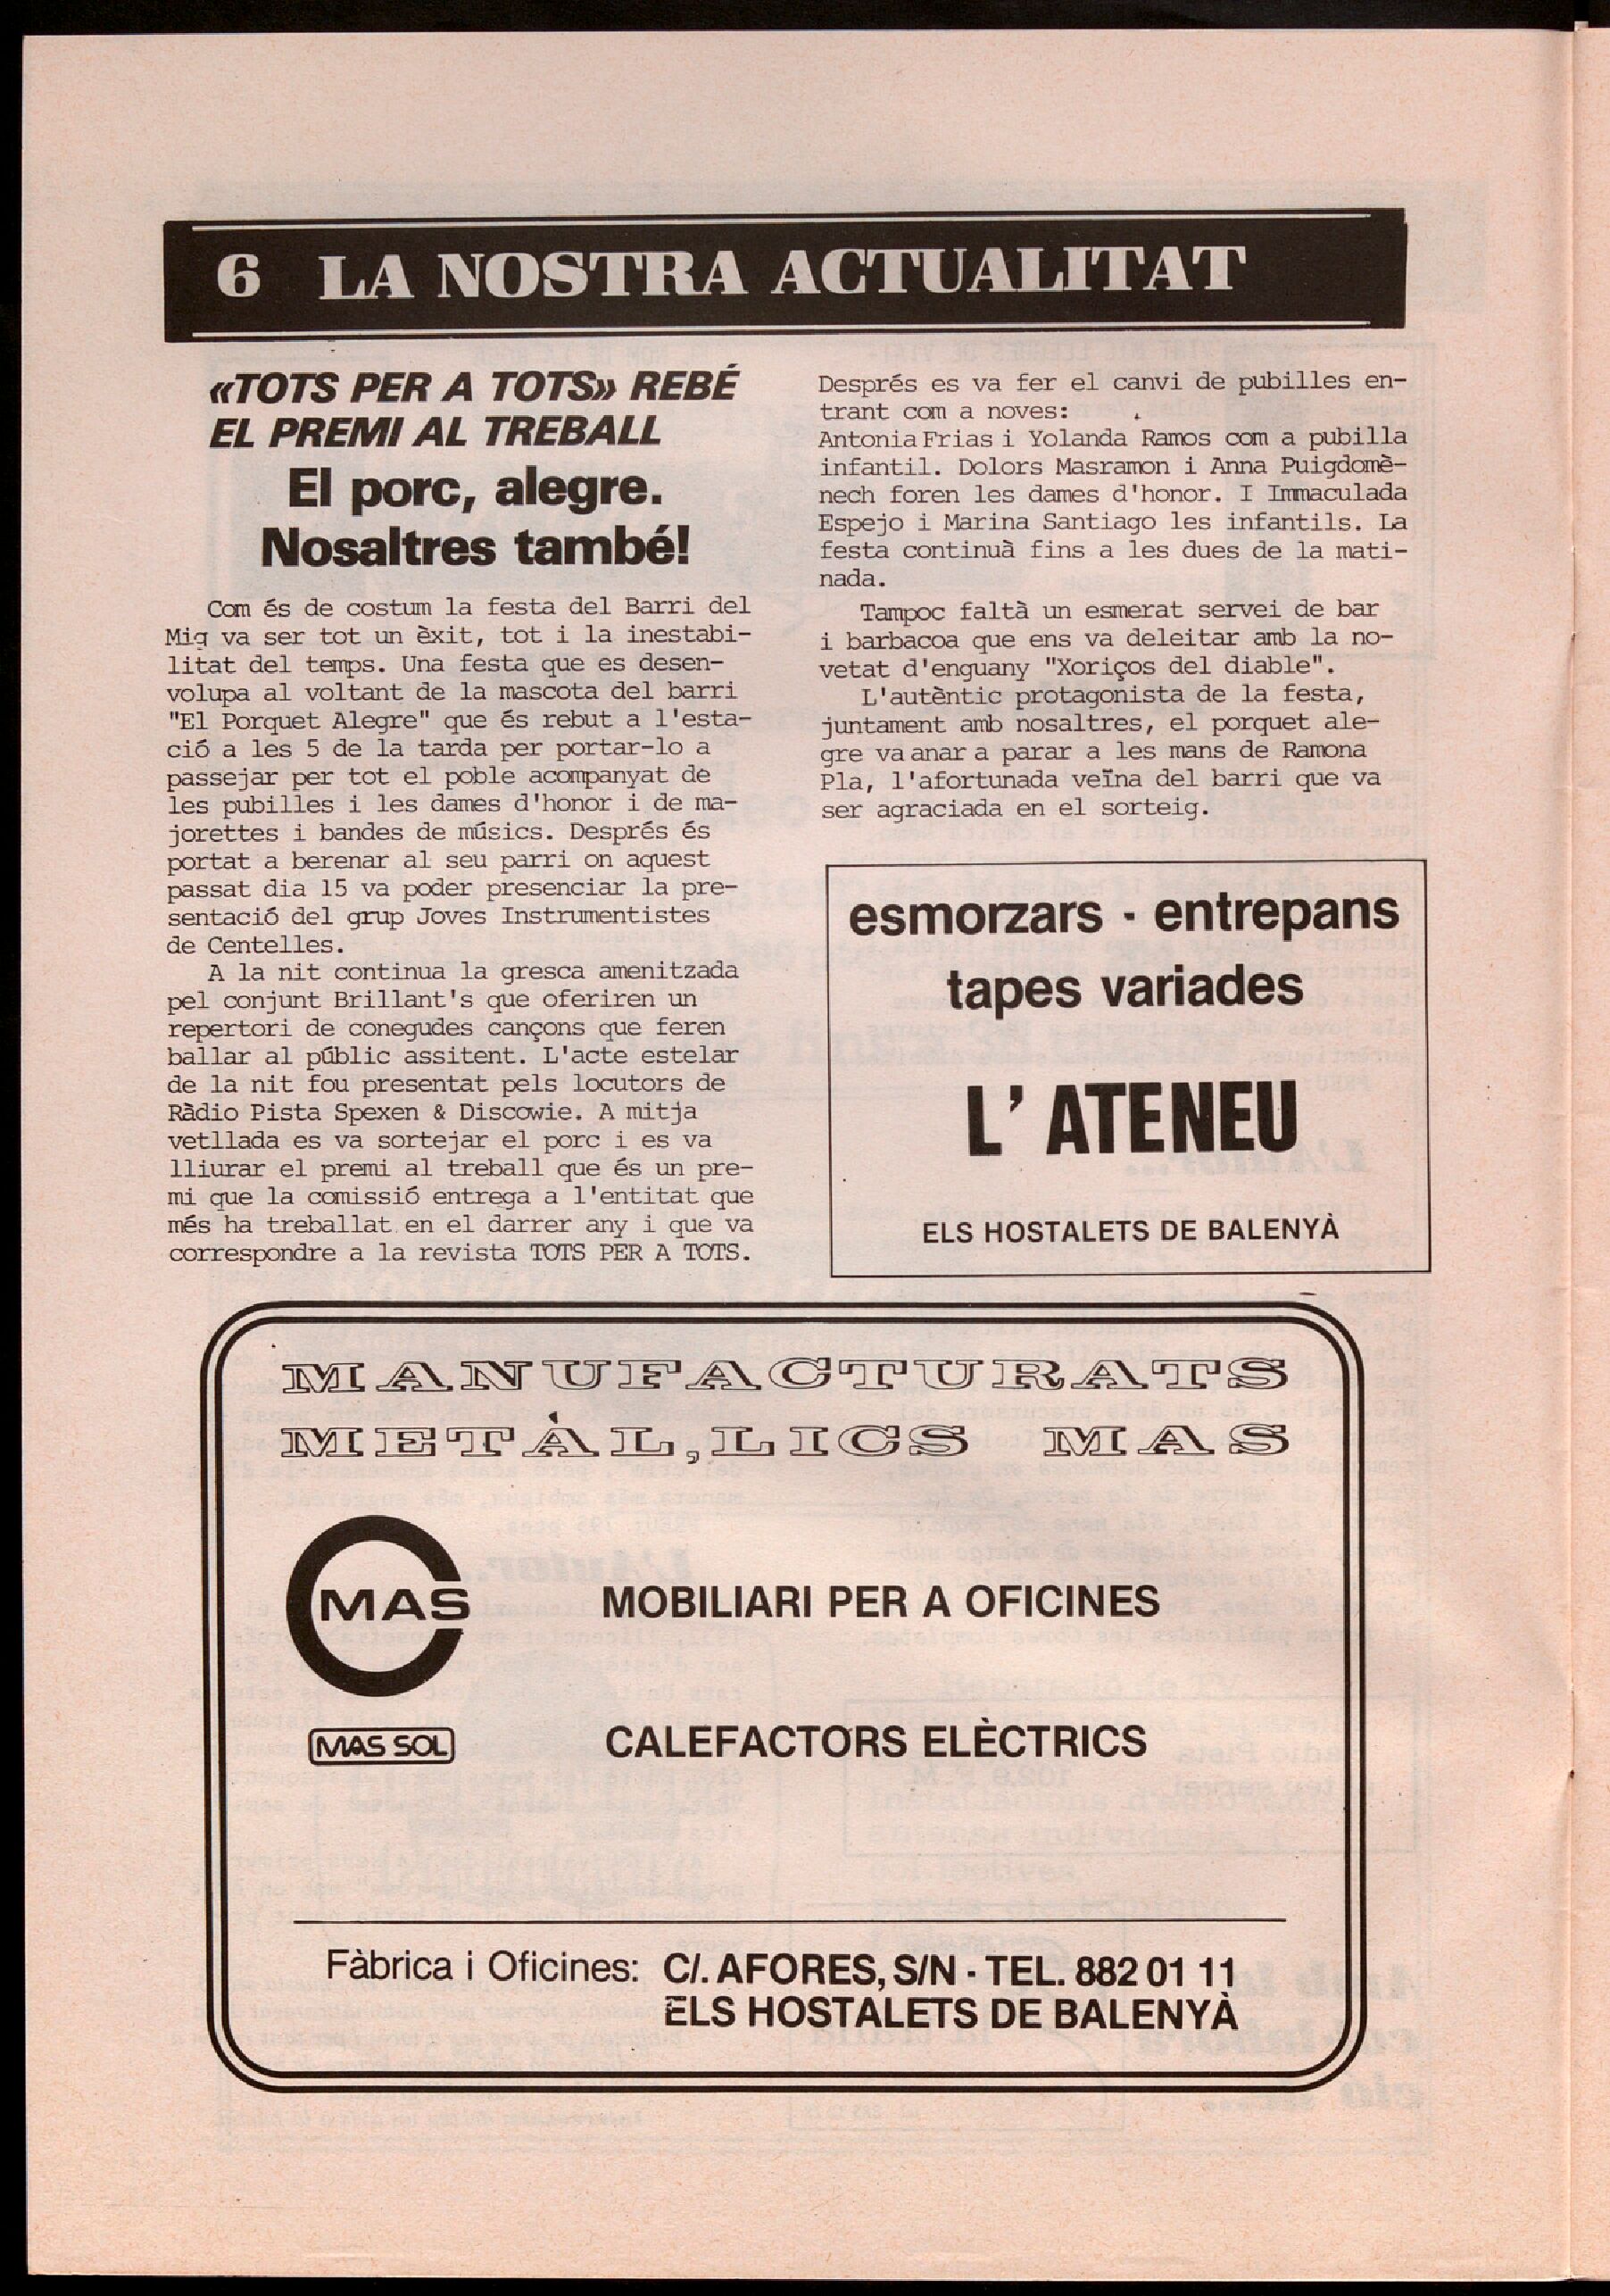 6 LA NOSTRA ACTUALITAT
«TOTS PER A TOTS» REBÉ
EL PREMI AL TREBALL
El porc, alegre.
Nosaltres també!
Com és de costum la festa del Barri del
Mig va ser tot un èxit, tot i la inestabi-
litat del temps. Una festa que es desen-
volupa al voltant de la mascota del barri
"El Porquet Alegre" que és rebut a l'esta-
ció a les 5 de la tarda per portar-lo a
passejar per tot el poble acompanyat de
les pubilles i les dames d'honor i de ma-
jorettes i bandes de músics. Després és
portat a berenar al seu parri on aquest
passat dia 15 va poder presenciar la pre-
sentació del grup Joves Instrumentistes
de Centelles.
A la nit continua la gresca amenitzada
pel conjunt Brillant's que oferiren un
repertori de conegudes cançons que feren
ballar al públic assitent. L'acte estelar
de la nit fou presentat pels locutors de
Ràdio Pista Spexen & Discowie. A mitja
vetllada es va sortejar el porc i es va
lliurar el premi al treball que és un pre-
mi que la comissió entrega a l'entitat que
més ha treballat en el darrer any i que va
correspondre a la revista TOTS PER A TOTS.
Després es va fer el canvi de pubilles en-
trant com a noves:
Antonia Frias i Yolanda Ramos com a pubilla
infantil. Dolors Masramon i Anna Puigdomè-
nech foren les dames d'honor. I Immaculada
Espejo i Marina Santiago les infantils. La
festa continuà fins a les dues de la mati-
nada.
Tampoc faltà un esmerat servei de bar
i barbacoa que ens va deleitar amb la no-
vetat d'enguany "Xoriços del diable".
L'autèntic protagonista de la festa,
juntament amb nosaltres, el porquet ale-
gre va anar a parar a les mans de Ramona
Pla, l'afortunada veïna del barri que va
ser agraciada en el sorteig.
esmorzars - entrepans
tapes variades
L' ATENEU
ELS HOSTALETS DE BALENYÀ
MANUFACTURATS
METÀL,LICS MAS
MAS
MOBILIARI PER A OFICINES
MAS SOL
CALEFACTORS ELÈCTRICS
Fàbrica i Oficines: C/. AFORES, S/N - TEL. 882 01 11
ELS HOSTALETS DE BALENYÀ